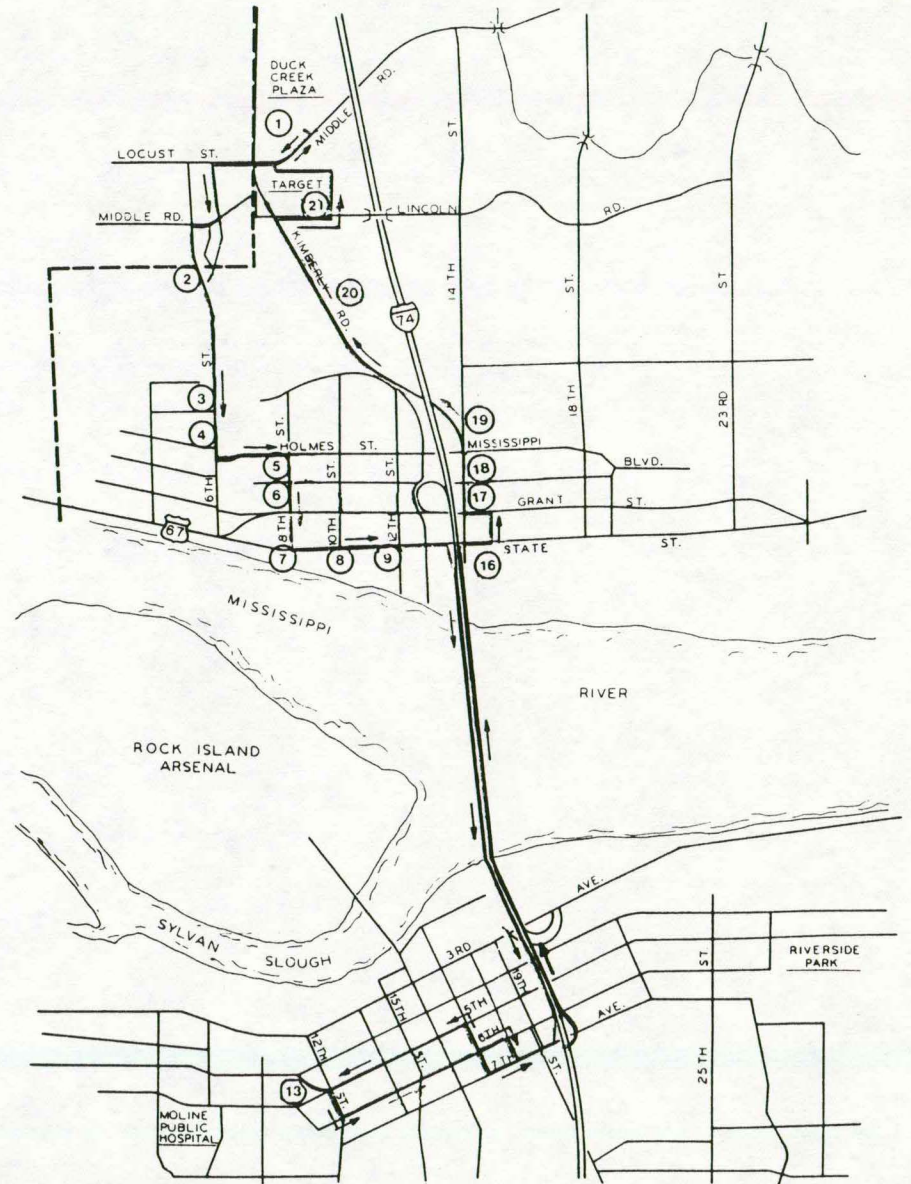 DUCK
CREEK
PLAZA
1
MIDDLE RD.
LOCUST ST.
TARGET
21
LINCOLN RD.
MIDDLE RD.
KIMBERLY RD.
20
2
ST.
14TH ST.
74
18TH ST.
23RD ST.
3
4
19
HOLMES ST.
MISSISSIPPI BLVD.
5
18
6
17
GRANT ST.
6TH
8TH ST.
10TH ST.
12TH ST.
67
7
8
9
STATE ST.
16
MISSISSIPPI
RIVER
ROCK ISLAND
ARSENAL
SYLVAN
SLOUGH
AVE.
3RD
19TH ST.
15TH ST.
5TH
6TH
7TH
AVE.
12TH ST.
13
25TH ST.
RIVERSIDE
PARK
MOLINE
PUBLIC
HOSPITAL